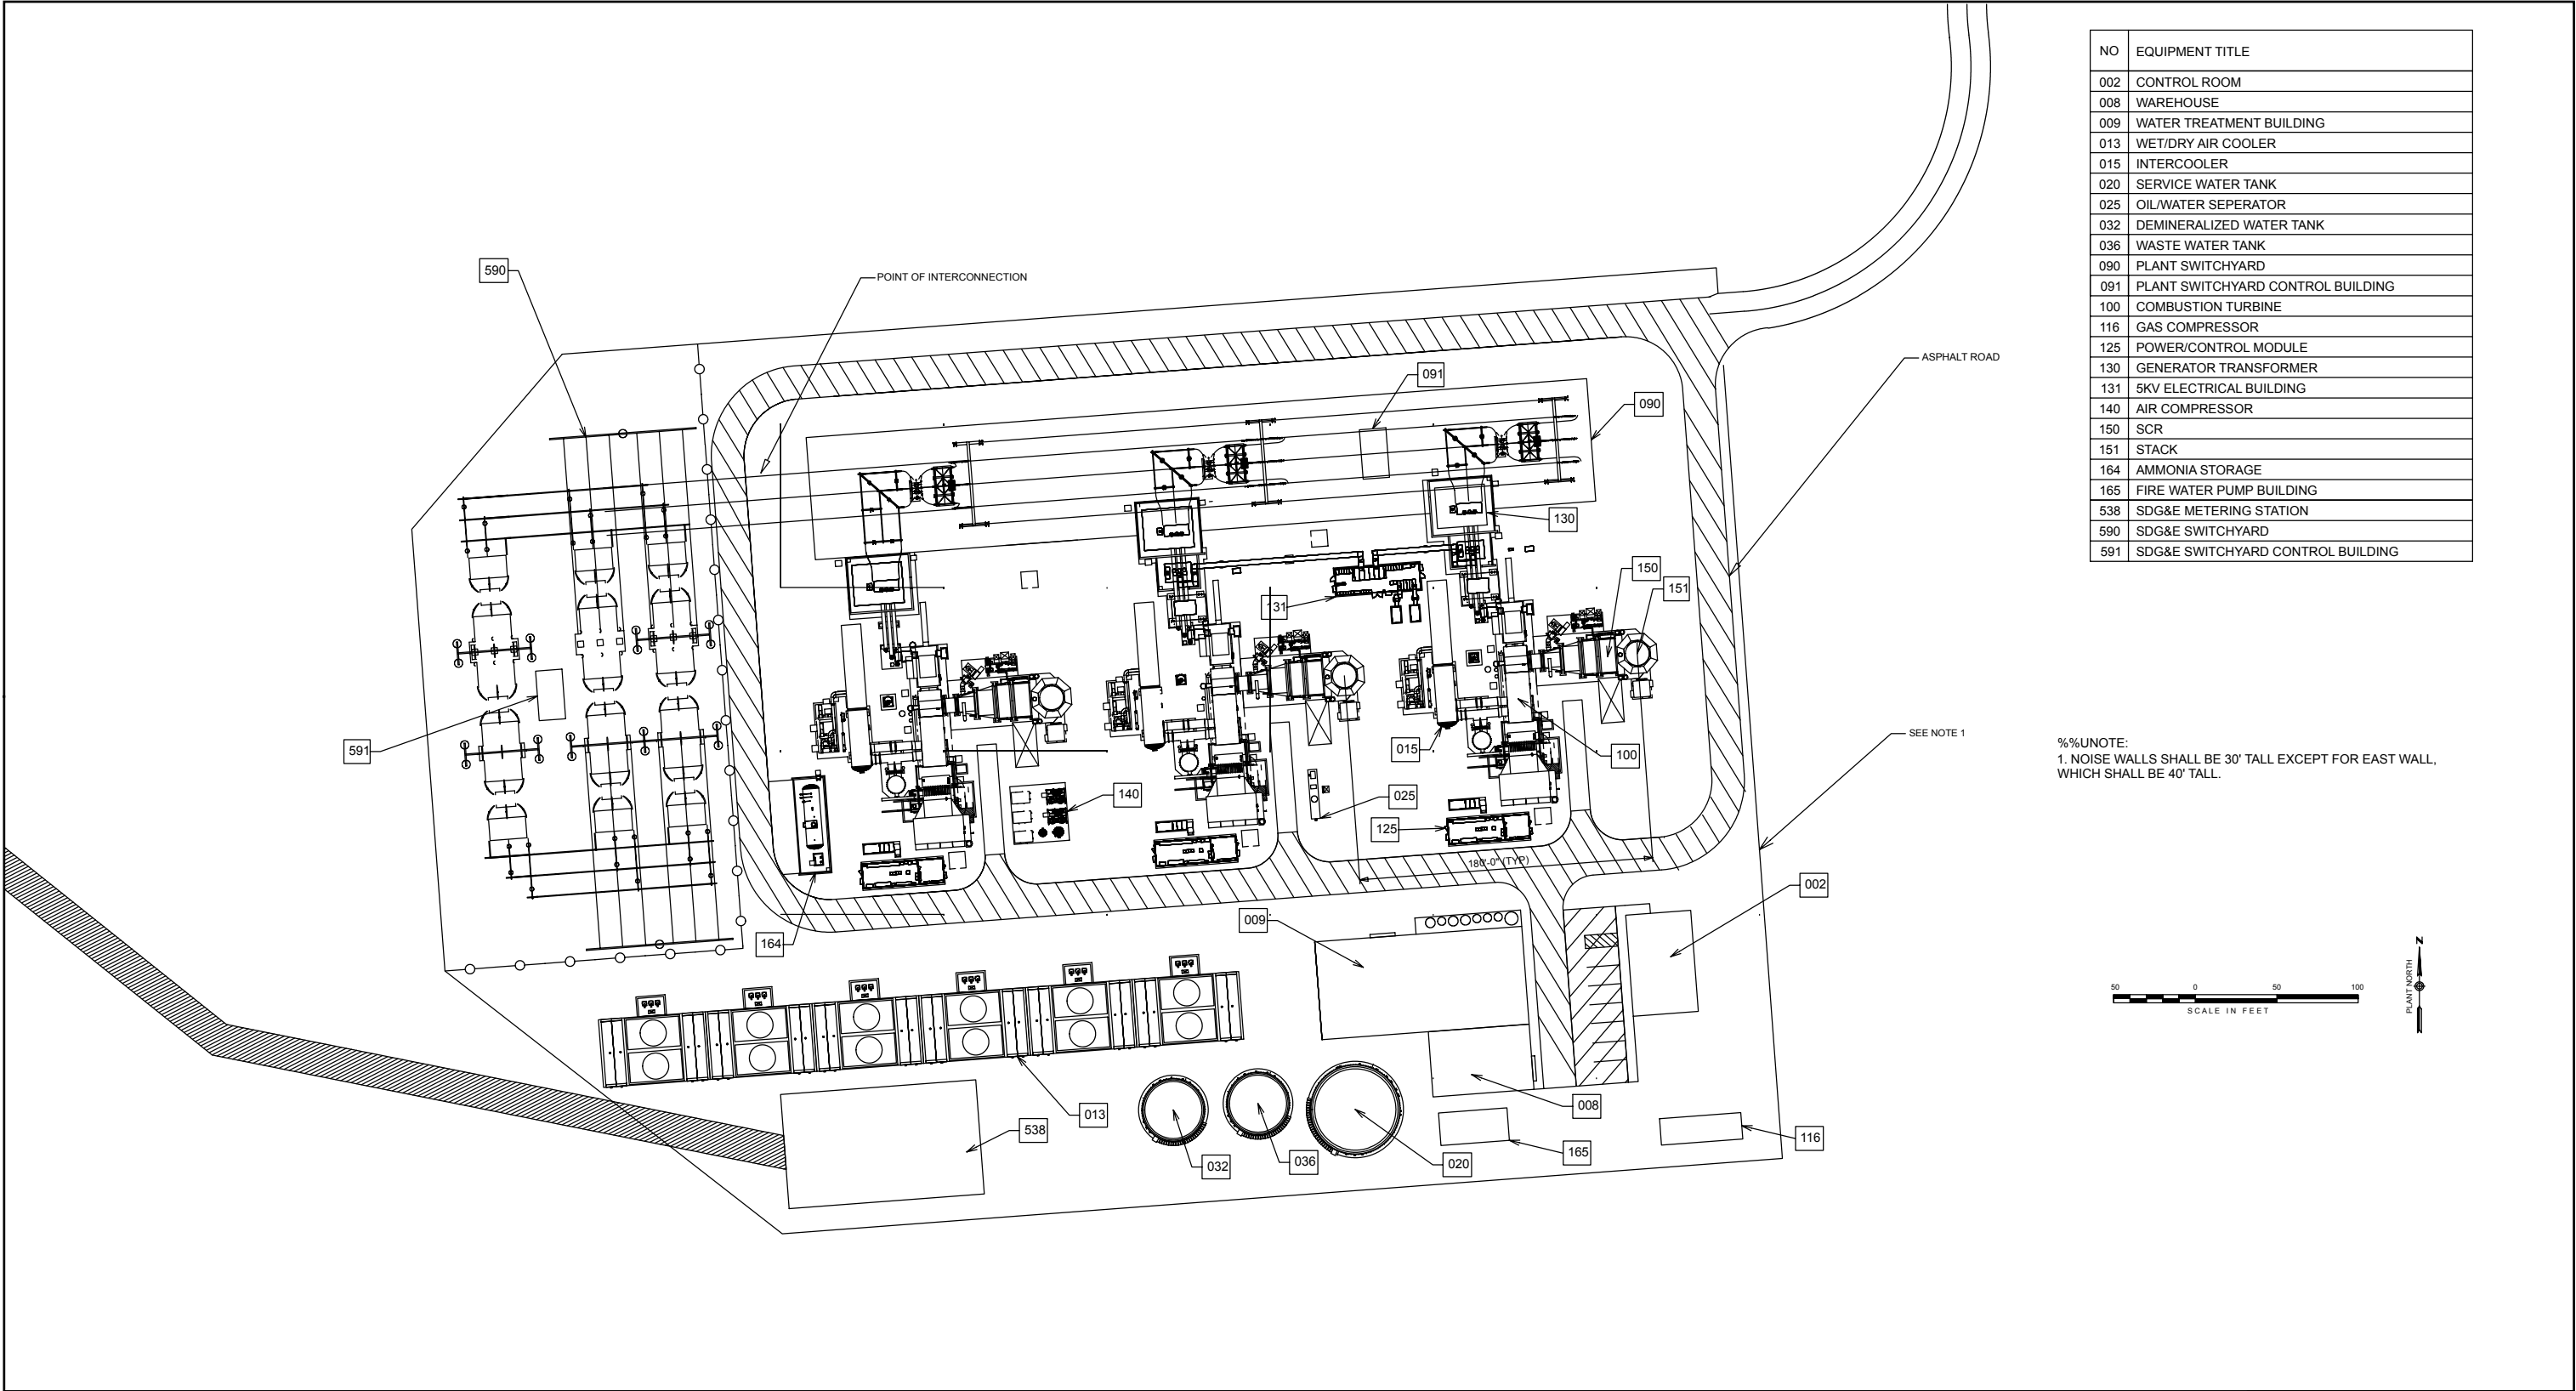 NO EQUIPMENT TITLE
002 CONTROL ROOM
008 WAREHOUSE
009 WATER TREATMENT BUILDING
013 WET/DRY AIR COOLER
015 INTERCOOLER
020 SERVICE WATER TANK
025 OIL/WATER SEPERATOR
032 DEMINERALIZED WATER TANK
036 WASTE WATER TANK
090 PLANT SWITCHYARD
091 PLANT SWITCHYARD CONTROL BUILDING
100 COMBUSTION TURBINE
116 GAS COMPRESSOR
125 POWER/CONTROL MODULE
130 GENERATOR TRANSFORMER
131 5KV ELECTRICAL BUILDING
140 AIR COMPRESSOR
150 SCR
151 STACK
164 AMMONIA STORAGE
165 FIRE WATER PUMP BUILDING
538 SDG&E METERING STATION
590 SDG&E SWITCHYARD
591 SDG&E SWITCHYARD CONTROL BUILDING
590
POINT OF INTERCONNECTION
ASPHALT ROAD
091
090
130
150
151
131
591
015
100
SEE NOTE 1
%%UNOTE:
1. NOISE WALLS SHALL BE 30' TALL EXCEPT FOR EAST WALL,
WHICH SHALL BE 40' TALL.
140
025
125
180'-0" (TYP)
002
009
164
013
538
032
036
020
008
165
116
50 0 50 100
SCALE IN FEET
N
PLANT NORTH